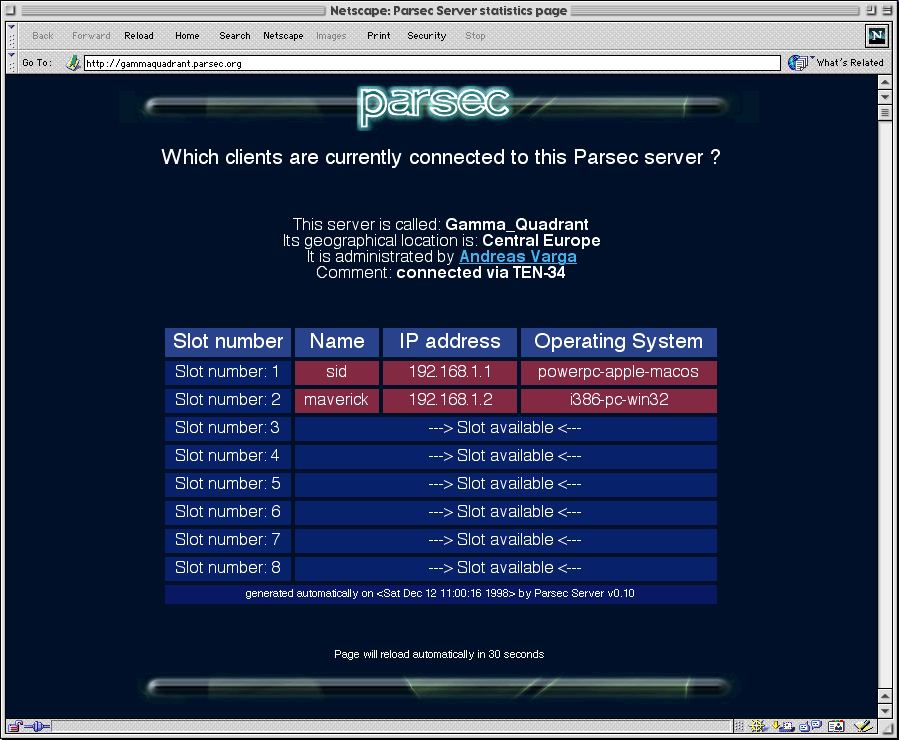 Netscape: Parsec Server statistics page
Back Forward Reload Home Search Netscape Images Print Security Stop
Go To: http://gammaquadrant.parsec.org What's Related
parsec
Which clients are currently connected to this Parsec server ?
This server is called: Gamma_Quadrant
Its geographical location is: Central Europe
It is administrated by Andreas Varga
Comment: connected via TEN-34
Slot number Name IP address Operating System
Slot number: 1 sid 192.168.1.1 powerpc-apple-macos
Slot number: 2 maverick 192.168.1.2 i386-pc-win32
Slot number: 3 ---> Slot available <---
Slot number: 4 ---> Slot available <---
Slot number: 5 ---> Slot available <---
Slot number: 6 ---> Slot available <---
Slot number: 7 ---> Slot available <---
Slot number: 8 ---> Slot available <---
generated automatically on <Sat Dec 12 11:00:16 1998> by Parsec Server v0.10
Page will reload automatically in 30 seconds